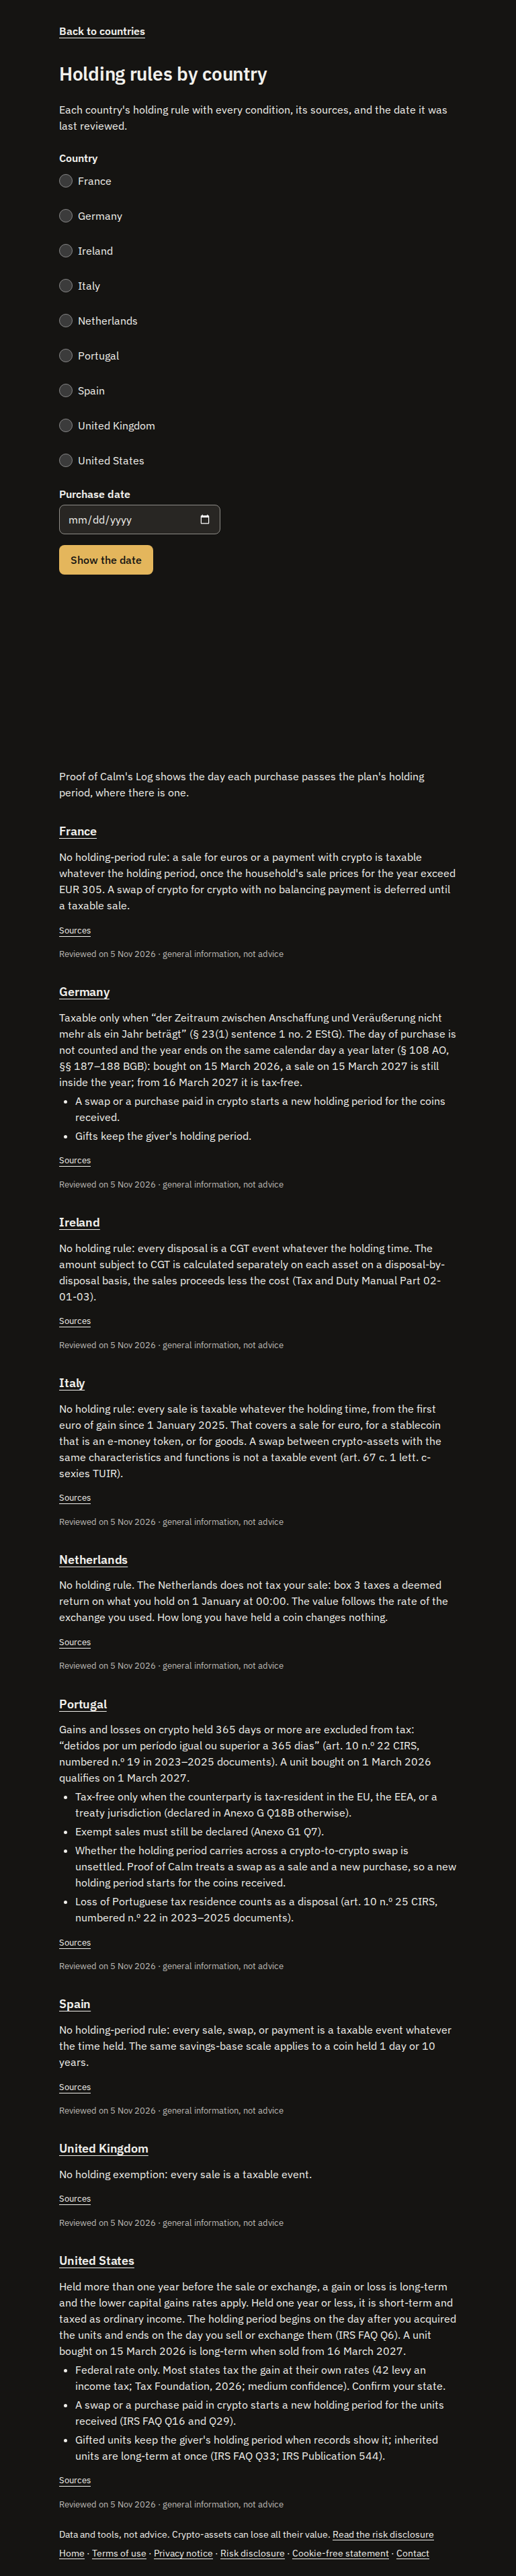 Back to countries
Holding rules by country
Each country's holding rule with every condition, its sources, and the date it was
last reviewed.
Country
France
Germany
Ireland
Italy
Netherlands
Portugal
Spain
United Kingdom
United States
Purchase date
mm/dd/yyyy
Show the date
Proof of Calm's Log shows the day each purchase passes the plan's holding
period, where there is one.
France
No holding-period rule: a sale for euros or a payment with crypto is taxable
whatever the holding period, once the household's sale prices for the year exceed
EUR 305. A swap of crypto for crypto with no balancing payment is deferred until
a taxable sale.
Sources
Reviewed on 5 Nov 2026 · general information, not advice
Germany
Taxable only when “der Zeitraum zwischen Anschaffung und Veräußerung nicht
mehr als ein Jahr beträgt” (§ 23(1) sentence 1 no. 2 EStG). The day of purchase is
not counted and the year ends on the same calendar day a year later (§ 108 AO,
§§ 187–188 BGB): bought on 15 March 2026, a sale on 15 March 2027 is still
inside the year; from 16 March 2027 it is tax-free.
• A swap or a purchase paid in crypto starts a new holding period for the coins
received.
• Gifts keep the giver's holding period.
Sources
Reviewed on 5 Nov 2026 · general information, not advice
Ireland
No holding rule: every disposal is a CGT event whatever the holding time. The
amount subject to CGT is calculated separately on each asset on a disposal-by-
disposal basis, the sales proceeds less the cost (Tax and Duty Manual Part 02-
01-03).
Sources
Reviewed on 5 Nov 2026 · general information, not advice
Italy
No holding rule: every sale is taxable whatever the holding time, from the first
euro of gain since 1 January 2025. That covers a sale for euro, for a stablecoin
that is an e-money token, or for goods. A swap between crypto-assets with the
same characteristics and functions is not a taxable event (art. 67 c. 1 lett. c-
sexies TUIR).
Sources
Reviewed on 5 Nov 2026 · general information, not advice
Netherlands
No holding rule. The Netherlands does not tax your sale: box 3 taxes a deemed
return on what you hold on 1 January at 00:00. The value follows the rate of the
exchange you used. How long you have held a coin changes nothing.
Sources
Reviewed on 5 Nov 2026 · general information, not advice
Portugal
Gains and losses on crypto held 365 days or more are excluded from tax:
“detidos por um período igual ou superior a 365 dias” (art. 10 n.º 22 CIRS,
numbered n.º 19 in 2023–2025 documents). A unit bought on 1 March 2026
qualifies on 1 March 2027.
• Tax-free only when the counterparty is tax-resident in the EU, the EEA, or a
treaty jurisdiction (declared in Anexo G Q18B otherwise).
• Exempt sales must still be declared (Anexo G1 Q7).
• Whether the holding period carries across a crypto-to-crypto swap is
unsettled. Proof of Calm treats a swap as a sale and a new purchase, so a new
holding period starts for the coins received.
• Loss of Portuguese tax residence counts as a disposal (art. 10 n.º 25 CIRS,
numbered n.º 22 in 2023–2025 documents).
Sources
Reviewed on 5 Nov 2026 · general information, not advice
Spain
No holding-period rule: every sale, swap, or payment is a taxable event whatever
the time held. The same savings-base scale applies to a coin held 1 day or 10
years.
Sources
Reviewed on 5 Nov 2026 · general information, not advice
United Kingdom
No holding exemption: every sale is a taxable event.
Sources
Reviewed on 5 Nov 2026 · general information, not advice
United States
Held more than one year before the sale or exchange, a gain or loss is long-term
and the lower capital gains rates apply. Held one year or less, it is short-term and
taxed as ordinary income. The holding period begins on the day after you acquired
the units and ends on the day you sell or exchange them (IRS FAQ Q6). A unit
bought on 15 March 2026 is long-term when sold from 16 March 2027.
• Federal rate only. Most states tax the gain at their own rates (42 levy an
income tax; Tax Foundation, 2026; medium confidence). Confirm your state.
• A swap or a purchase paid in crypto starts a new holding period for the units
received (IRS FAQ Q16 and Q29).
• Gifted units keep the giver's holding period when records show it; inherited
units are long-term at once (IRS FAQ Q33; IRS Publication 544).
Sources
Reviewed on 5 Nov 2026 · general information, not advice
Data and tools, not advice. Crypto-assets can lose all their value. Read the risk disclosure
Home · Terms of use · Privacy notice · Risk disclosure · Cookie-free statement · Contact